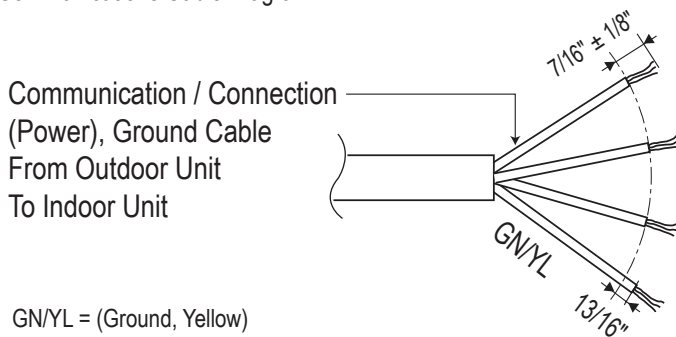 Communication / Connection
(Power), Ground Cable
From Outdoor Unit
To Indoor Unit
7/16" ± 1/8"
GN/YL
13/16"
GN/YL = (Ground, Yellow)